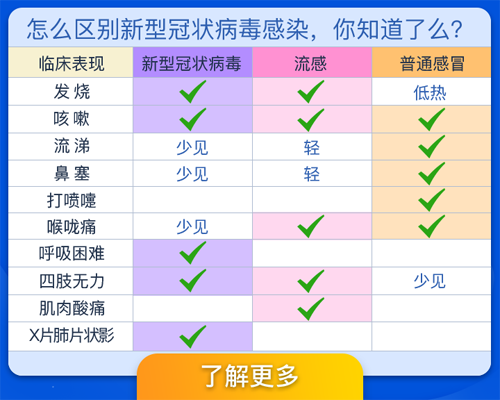 怎么区别新型冠状病毒感染，你知道了么？
临床表现 新型冠状病毒 流感 普通感冒
发烧 ✓ ✓ 低热
咳嗽 ✓ ✓ ✓
流涕 少见 轻 ✓
鼻塞 少见 轻 ✓
打喷嚏 ✓
喉咙痛 少见 ✓ ✓
呼吸困难 ✓
四肢无力 ✓ ✓ 少见
肌肉酸痛 ✓
X片肺片状影 ✓
了解更多